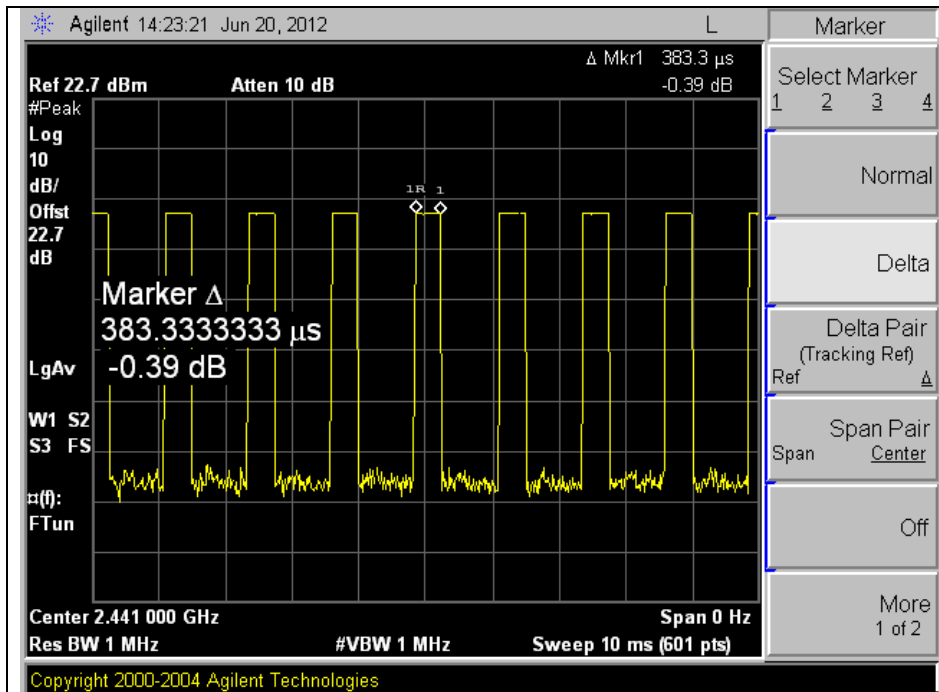 Agilent 14:23:21 Jun 20, 2012 L
Marker
Δ Mkr1 383.3 μs
Ref 22.7 dBm Atten 10 dB -0.39 dB
#Peak
Log
10
dB/
Offst
22.7
dB
1R 1
Marker Δ
383.3333333 μs
-0.39 dB
LgAv
W1 S2
S3 FS
¤(f):
FTun
Center 2.441 000 GHz Span 0 Hz
Res BW 1 MHz #VBW 1 MHz Sweep 10 ms (601 pts)
Copyright 2000-2004 Agilent Technologies
Select Marker
1 2 3 4
Normal
Delta
Delta Pair
(Tracking Ref)
Ref Δ
Span Pair
Span Center
Off
More
1 of 2